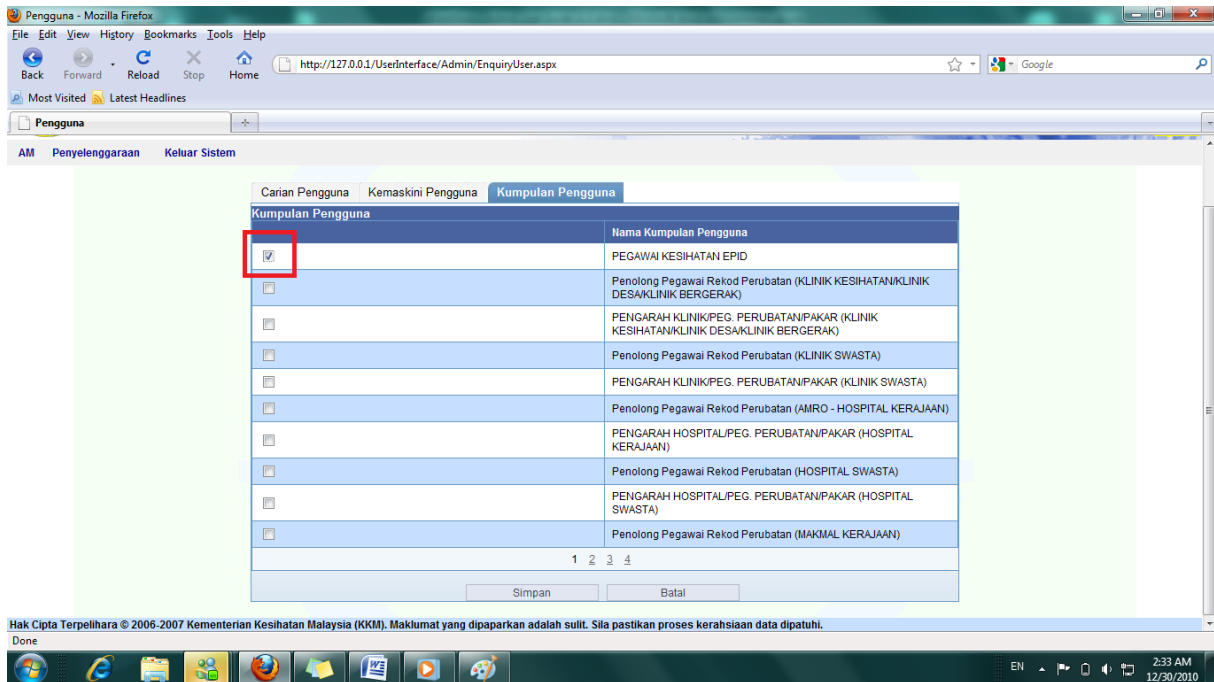 Pengguna - Mozilla Firefox
File Edit View History Bookmarks Tools Help
Back Forward Reload Stop Home
http://127.0.0.1/UserInterface/Admin/EnquiryUser.aspx
Google
Most Visited Latest Headlines
Pengguna
AM Penyelenggaraan Keluar Sistem
Carian Pengguna Kemaskini Pengguna Kumpulan Pengguna
Kumpulan Pengguna
Nama Kumpulan Pengguna
PEGAWAI KESIHATAN EPID
Penolong Pegawai Rekod Perubatan (KLINIK KESIHATAN/KLINIK
DESA/KLINIK BERGERAK)
PENGARAH KLINIK/PEG. PERUBATAN/PAKAR (KLINIK
KESIHATAN/KLINIK DESA/KLINIK BERGERAK)
Penolong Pegawai Rekod Perubatan (KLINIK SWASTA)
PENGARAH KLINIK/PEG. PERUBATAN/PAKAR (KLINIK SWASTA)
Penolong Pegawai Rekod Perubatan (AMRO - HOSPITAL KERAJAAN)
PENGARAH HOSPITAL/PEG. PERUBATAN/PAKAR (HOSPITAL
KERAJAAN)
Penolong Pegawai Rekod Perubatan (HOSPITAL SWASTA)
PENGARAH HOSPITAL/PEG. PERUBATAN/PAKAR (HOSPITAL
SWASTA)
Penolong Pegawai Rekod Perubatan (MAKMAL KERAJAAN)
1 2 3 4
Simpan Batal
Hak Cipta Terpelihara © 2006-2007 Kementerian Kesihatan Malaysia (KKM). Maklumat yang dipaparkan adalah sulit. Sila pastikan proses kerahsiaan data dipatuhi.
Done
EN 2:33 AM
12/30/2010